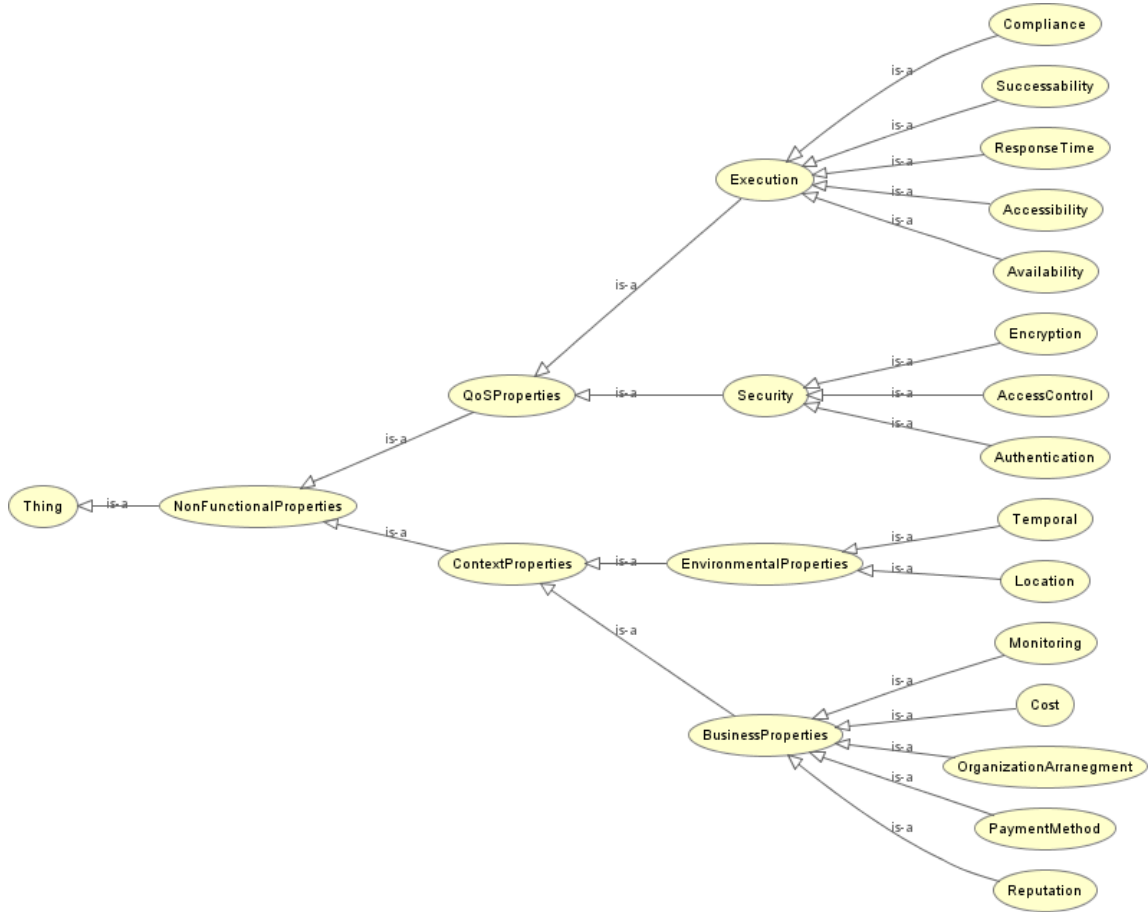 Compliance
is-a
Successability
is-a
ResponseTime
is-a
Execution
is-a
Accessibility
is-a
Availability
is-a
Encryption
is-a
QoSProperties
is-a
Security
is-a
AccessControl
is-a
Authentication
is-a
Thing
is-a
NonFunctionalProperties
is-a
Temporal
is-a
ContextProperties
is-a
EnvironmentalProperties
is-a
Location
is-a
Monitoring
is-a
Cost
is-a
BusinessProperties
is-a
OrganizationArranegment
is-a
PaymentMethod
is-a
Reputation